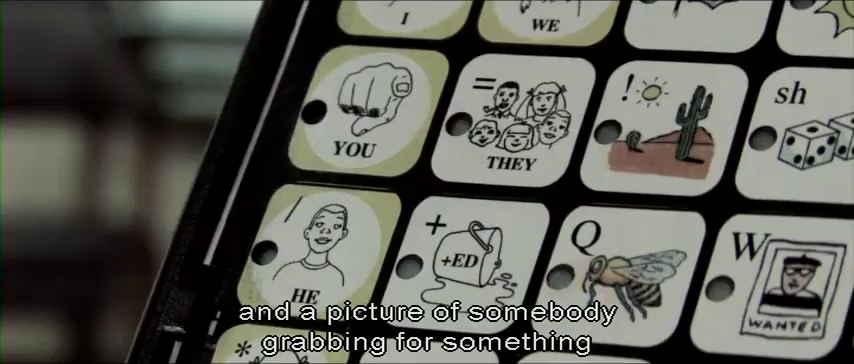 I
WE
YOU
=
THEY
!
sh
/
HE
+
+ED
Q
W
WANTED
*
and a picture of somebody
grabbing for something